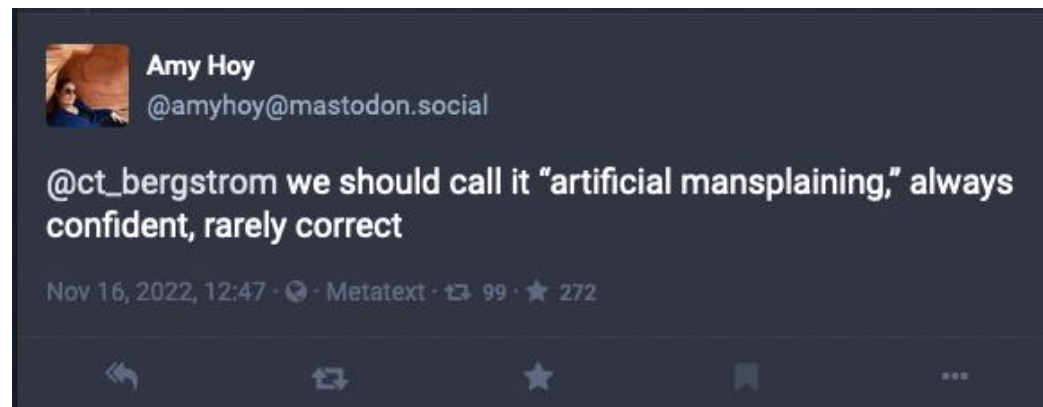 Amy Hoy
@amyhoy@mastodon.social
@ct_bergstrom we should call it “artificial mansplaining,” always
confident, rarely correct
Nov 16, 2022, 12:47 · · Metatext · 99 · 272